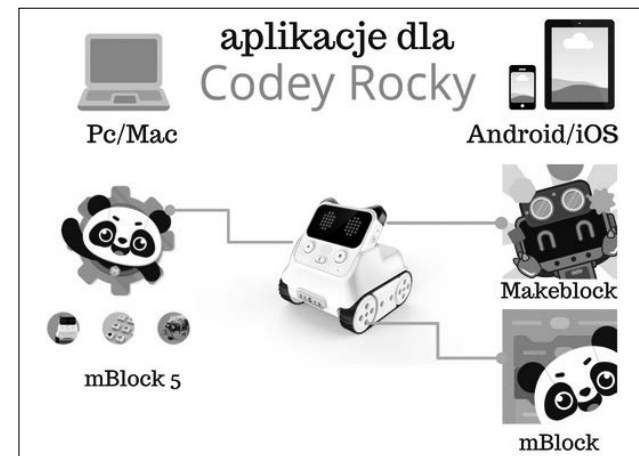 aplikacje dla
Codey Rocky
Pc/Mac
Android/iOS
mBlock 5
Makeblock
mBlock